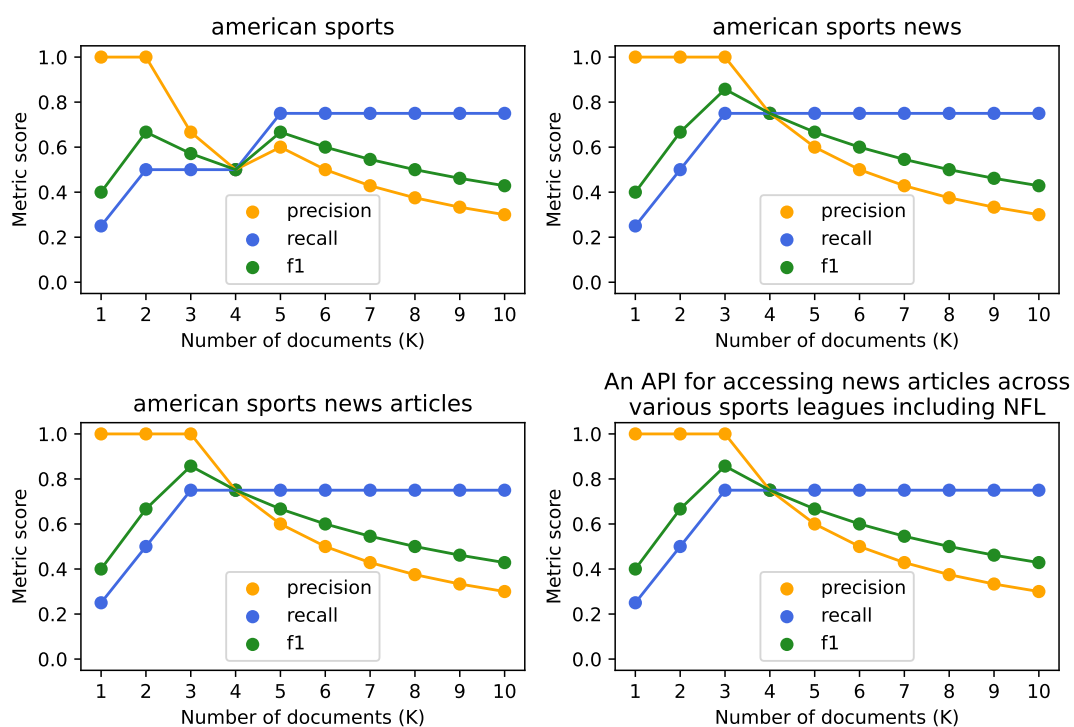 american sports
1.0
0.8
0.6
0.4
0.2
0.0
Metric score
precision
recall
f1
1 2 3 4 5 6 7 8 9 10
Number of documents (K)
american sports news
1.0
0.8
0.6
0.4
0.2
0.0
Metric score
precision
recall
f1
1 2 3 4 5 6 7 8 9 10
Number of documents (K)
american sports news articles
1.0
0.8
0.6
0.4
0.2
0.0
Metric score
precision
recall
f1
1 2 3 4 5 6 7 8 9 10
Number of documents (K)
An API for accessing news articles across
various sports leagues including NFL
1.0
0.8
0.6
0.4
0.2
0.0
Metric score
precision
recall
f1
1 2 3 4 5 6 7 8 9 10
Number of documents (K)